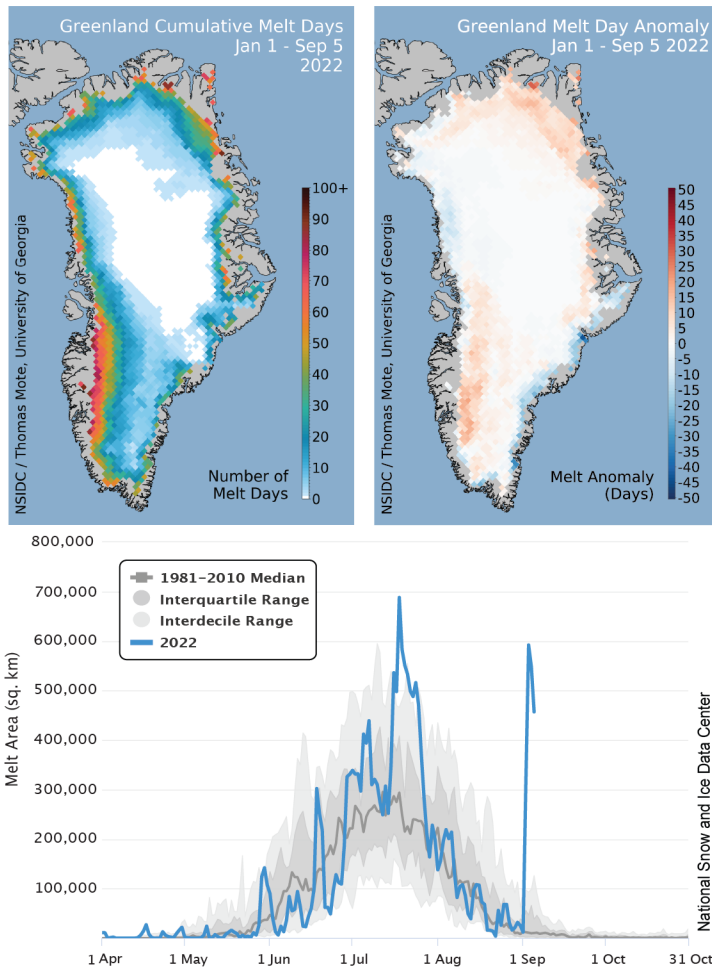 Greenland Cumulative Melt Days
Jan 1 - Sep 5
2022
NSIDC / Thomas Mote, University of Georgia
100+
90
80
70
60
50
40
30
20
10
0
Number of
Melt Days
Greenland Melt Day Anomaly
Jan 1 - Sep 5 2022
NSIDC / Thomas Mote, University of Georgia
50
45
40
35
30
25
20
15
10
5
0
-5
-10
-15
-20
-25
-30
-35
-40
-45
-50
Melt Anomaly
(Days)
800,000
700,000
600,000
500,000
400,000
300,000
200,000
100,000
Melt Area (sq. km)
1981−2010 Median
Interquartile Range
Interdecile Range
2022
1 Apr 1 May 1 Jun 1 Jul 1 Aug 1 Sep 1 Oct 31 Oct
National Snow and Ice Data Center